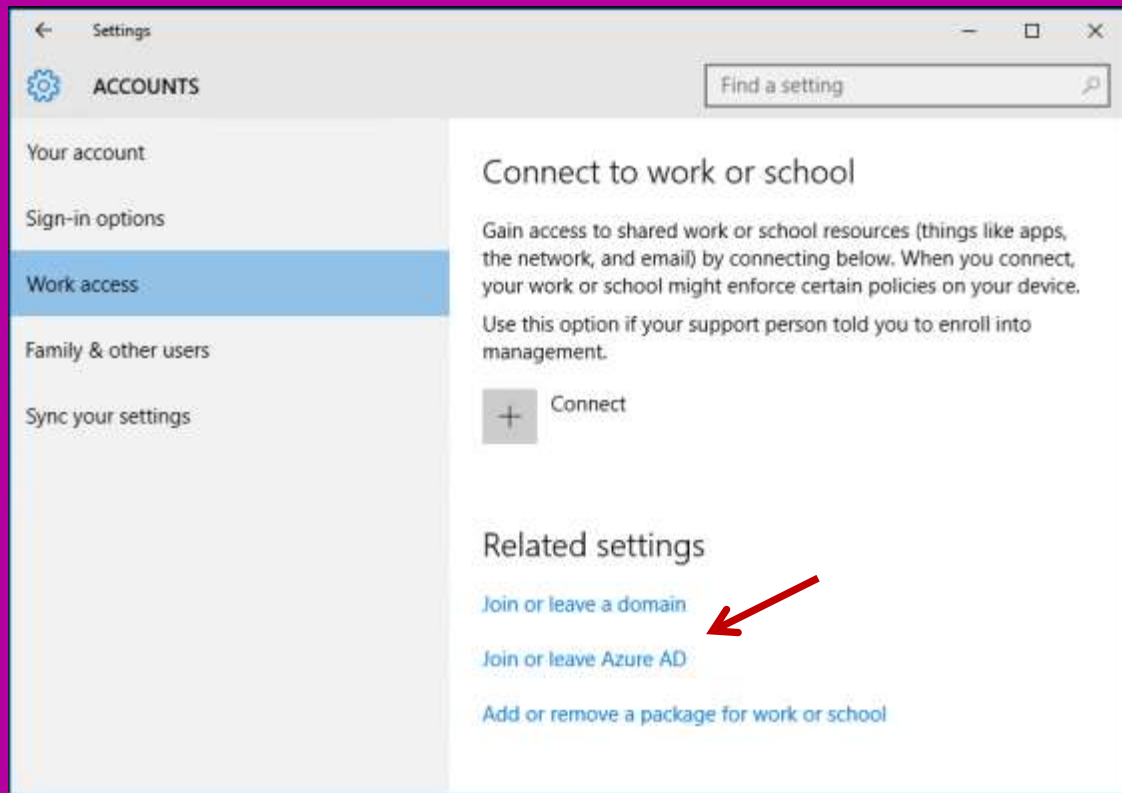 Settings
ACCOUNTS
Find a setting
Your account
Sign-in options
Work access
Family & other users
Sync your settings
Connect to work or school
Gain access to shared work or school resources (things like apps,
the network, and email) by connecting below. When you connect,
your work or school might enforce certain policies on your device.
Use this option if your support person told you to enroll into
management.
Connect
Related settings
Join or leave a domain
Join or leave Azure AD
Add or remove a package for work or school